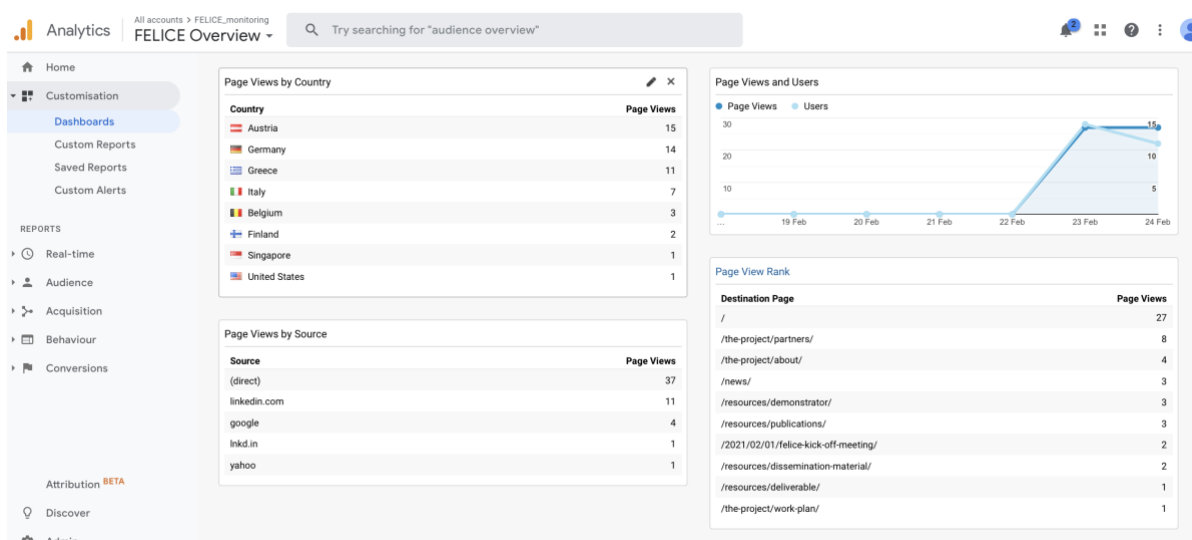 Analytics
All accounts > FELICE_monitoring
FELICE Overview
Try searching for "audience overview"
2
Home
Customisation
Dashboards
Custom Reports
Saved Reports
Custom Alerts
REPORTS
Real-time
Audience
Acquisition
Behaviour
Conversions
Attribution BETA
Discover
Admin
Page Views by Country
Country Page Views
Austria 15
Germany 14
Greece 11
Italy 7
Belgium 3
Finland 2
Singapore 1
United States 1
Page Views by Source
Source Page Views
(direct) 37
linkedin.com 11
google 4
lnkd.in 1
yahoo 1
Page Views and Users
Page Views Users
30 15
20 10
10 5
... 19 Feb 20 Feb 21 Feb 22 Feb 23 Feb 24 Feb
Page View Rank
Destination Page Page Views
/ 27
/the-project/partners/ 8
/the-project/about/ 4
/news/ 3
/resources/demonstrator/ 3
/resources/publications/ 3
/2021/02/01/felice-kick-off-meeting/ 2
/resources/dissemination-material/ 2
/resources/deliverable/ 1
/the-project/work-plan/ 1